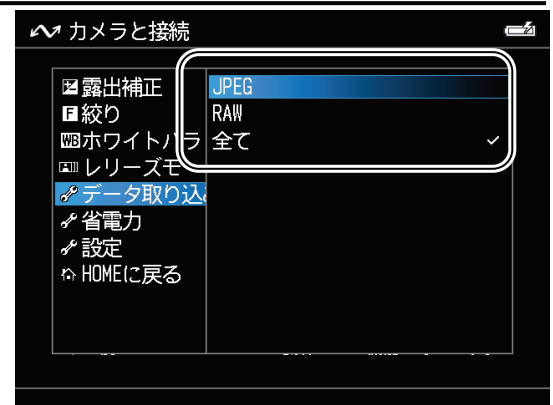 カメラと接続
露出補正
F 絞り
WB ホワイトバラ
レリーズモ
データ取り込み
省電力
設定
HOMEに戻る
JPEG
RAW
全て